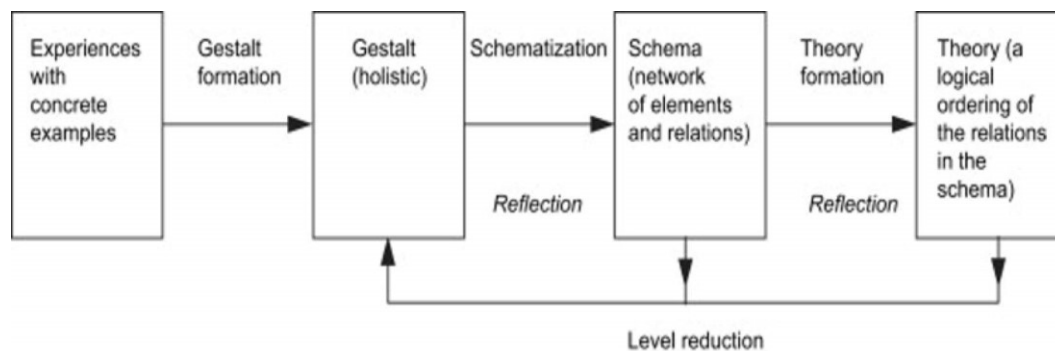 Experiences
with
concrete
examples
Gestalt
formation
Gestalt
(holistic)
Schematization
Reflection
Schema
(network
of elements
and relations)
Theory
formation
Reflection
Theory (a
logical
ordering of
the relations
in the
schema)
Level reduction